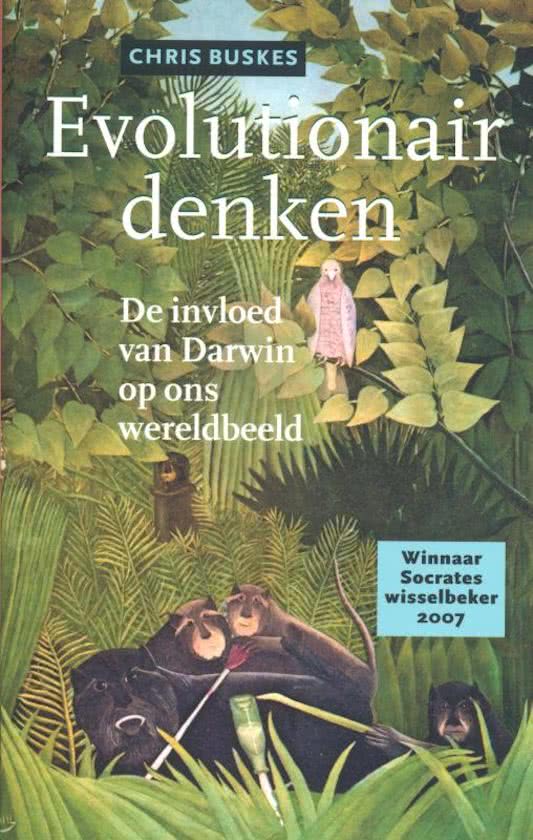 CHRIS BUSKES
Evolutionair
denken
De invloed
van Darwin
op ons
wereldbeeld
Winnaar
Socrates
wisselbeker
2007